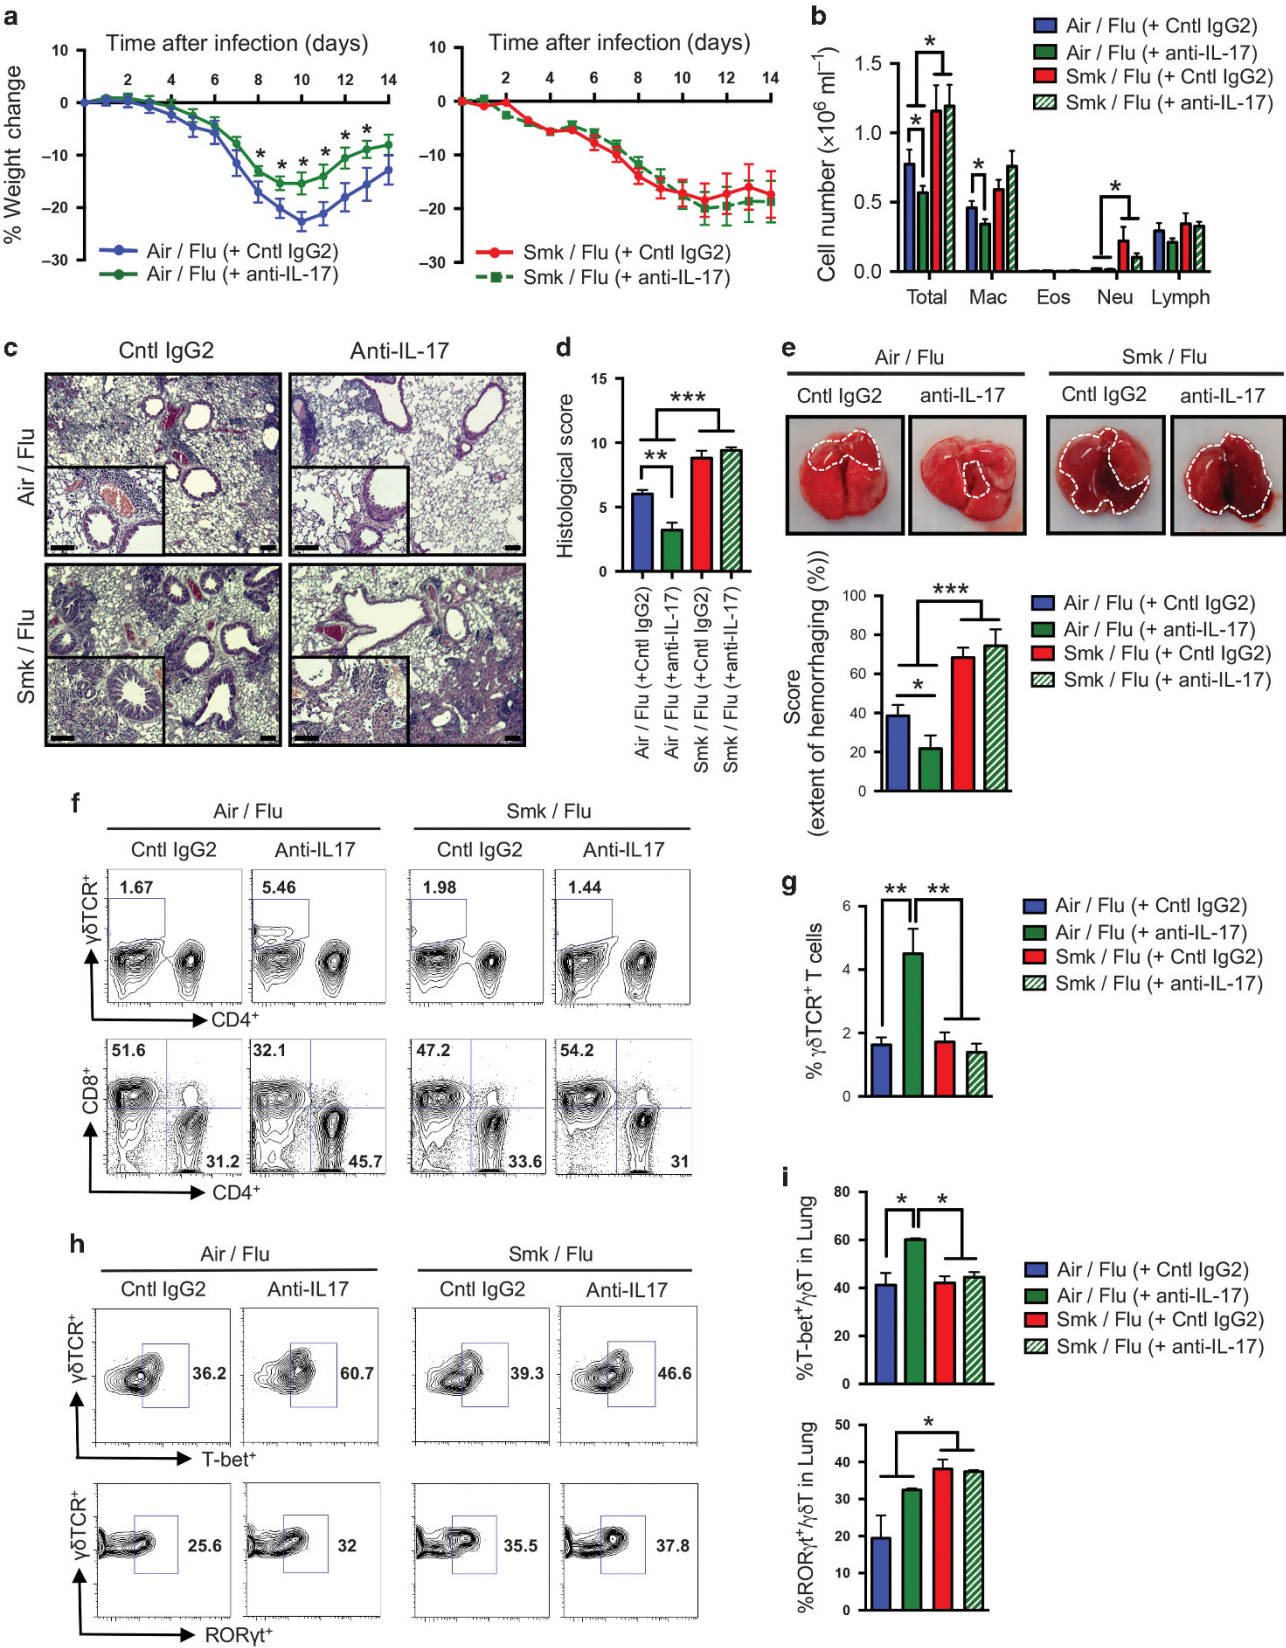 a
Time after infection (days)
10
2 4 6 8 10 12 14
0
–10
–20
–30
% Weight change
* * * * * *
Air / Flu (+ Cntl IgG2)
Air / Flu (+ anti-IL-17)
Time after infection (days)
10
2 4 6 8 10 12 14
0
–10
–20
–30
Smk / Flu (+ Cntl IgG2)
Smk / Flu (+ anti-IL-17)
b
Air / Flu (+ Cntl IgG2)
Air / Flu (+ anti-IL-17)
Smk / Flu (+ Cntl IgG2)
Smk / Flu (+ anti-IL-17)
Cell number (×10⁶ ml⁻¹)
1.5
1.0
0.5
0.0
* * * *
Total Mac Eos Neu Lymph
c
Cntl IgG2 Anti-IL-17
Air / Flu
Smk / Flu
d
Histological score
15
10
5
0
***
**
Air / Flu (+Cntl IgG2)
Air / Flu (+anti-IL-17)
Smk / Flu (+Cntl IgG2)
Smk / Flu (+anti-IL-17)
e
Air / Flu Smk / Flu
Cntl IgG2 anti-IL-17 Cntl IgG2 anti-IL-17
Score
(extent of hemorrhaging (%))
100
80
60
40
20
0
***
*
Air / Flu (+ Cntl IgG2)
Air / Flu (+ anti-IL-17)
Smk / Flu (+ Cntl IgG2)
Smk / Flu (+ anti-IL-17)
f
Air / Flu Smk / Flu
Cntl IgG2 Anti-IL17 Cntl IgG2 Anti-IL17
γδTCR⁺
1.67 5.46 1.98 1.44
CD4⁺
CD8⁺
51.6 32.1 47.2 54.2
31.2 45.7 33.6 31
CD4⁺
g
% γδTCR⁺ T cells
6
4
2
0
** **
Air / Flu (+ Cntl IgG2)
Air / Flu (+ anti-IL-17)
Smk / Flu (+ Cntl IgG2)
Smk / Flu (+ anti-IL-17)
h
Air / Flu Smk / Flu
Cntl IgG2 Anti-IL17 Cntl IgG2 Anti-IL17
γδTCR⁺
36.2 60.7 39.3 46.6
T-bet⁺
γδTCR⁺
25.6 32 35.5 37.8
RORγt⁺
i
%T-bet⁺/γδT in Lung
80
60
40
20
0
* *
Air / Flu (+ Cntl IgG2)
Air / Flu (+ anti-IL-17)
Smk / Flu (+ Cntl IgG2)
Smk / Flu (+ anti-IL-17)
%RORγt⁺/γδT in Lung
50
40
30
20
10
0
*